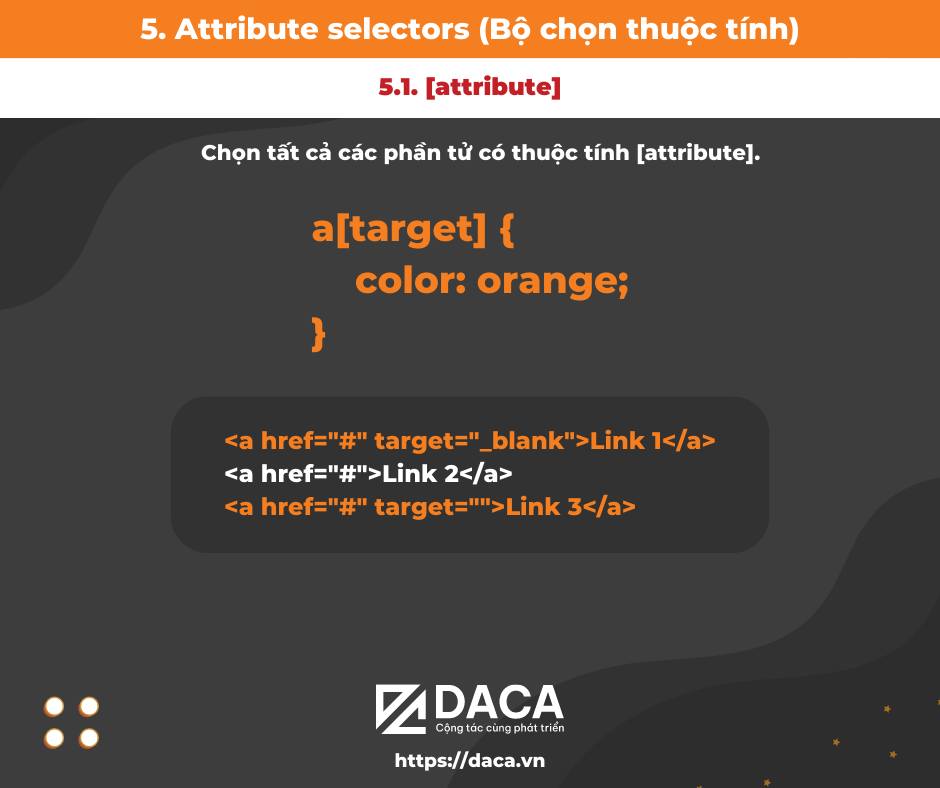 5. Attribute selectors (Bộ chọn thuộc tính)
5.1. [attribute]
Chọn tất cả các phần tử có thuộc tính [attribute].
a[target] {
    color: orange;
}
<a href="#" target="_blank">Link 1</a>
<a href="#">Link 2</a>
<a href="#" target="">Link 3</a>
DACA
Cộng tác cùng phát triển
https://daca.vn